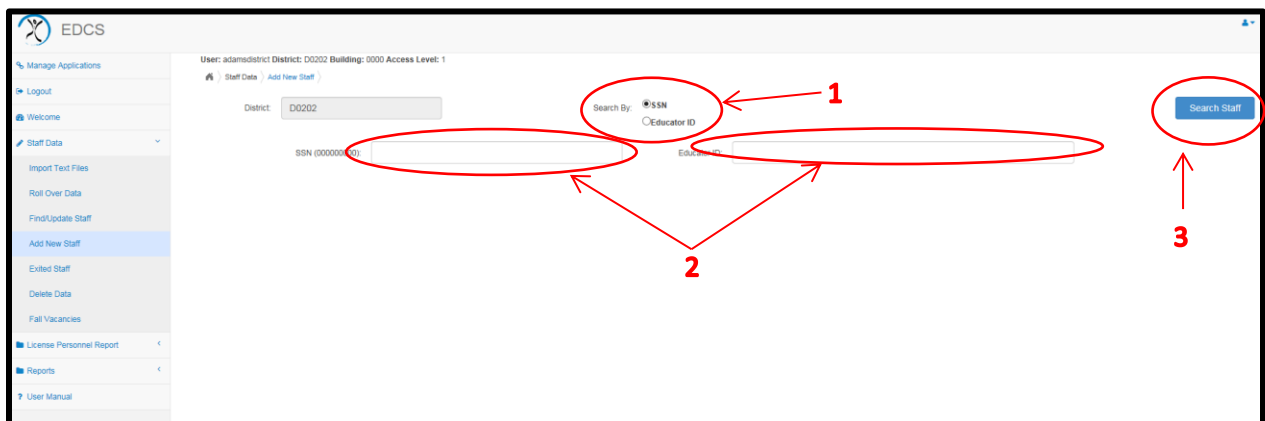 EDCS
Manage Applications
Logout
Welcome
Staff Data
Import Text Files
Roll Over Data
Find/Update Staff
Add New Staff
Exited Staff
Delete Data
Fall Vacancies
License Personnel Report
Reports
? User Manual
User: adamsdistrict District: D0202 Building: 0000 Access Level: 1
Staff Data Add New Staff
District: D0202
Search By: SSN
Educator ID
1
Search Staff
SSN (000000000):
Educator ID:
2
3